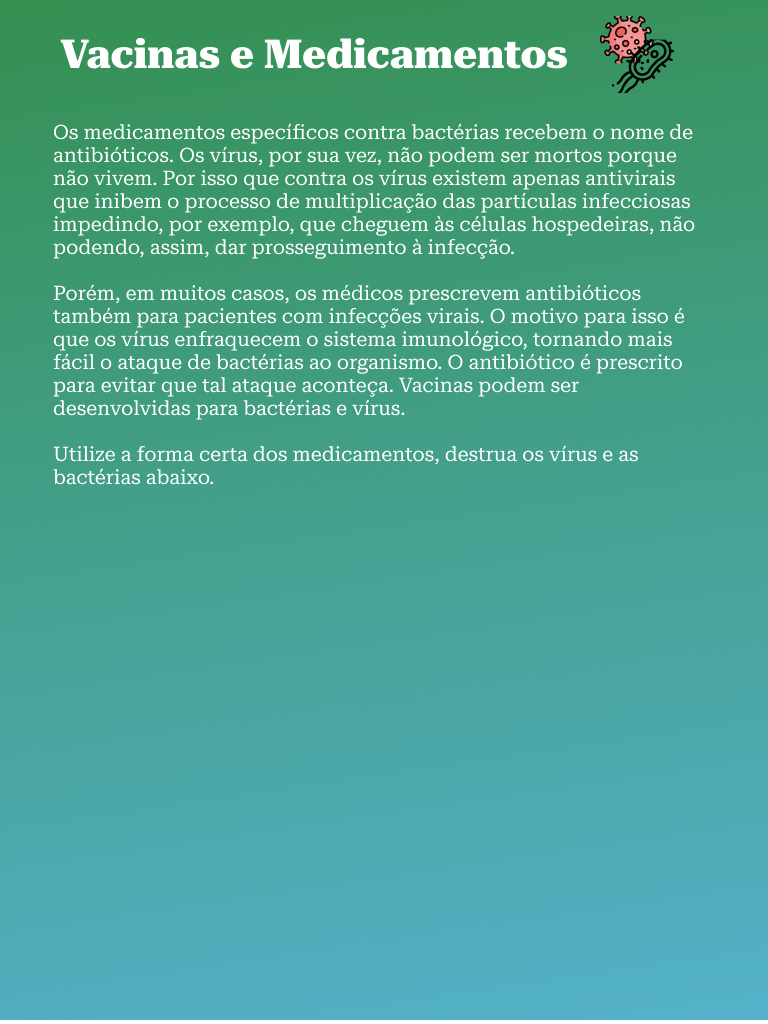 Vacinas e Medicamentos
Os medicamentos específicos contra bactérias recebem o nome de
antibióticos. Os vírus, por sua vez, não podem ser mortos porque
não vivem. Por isso que contra os vírus existem apenas antivirais
que inibem o processo de multiplicação das partículas infecciosas
impedindo, por exemplo, que cheguem às células hospedeiras, não
podendo, assim, dar prosseguimento à infecção.
Porém, em muitos casos, os médicos prescrevem antibióticos
também para pacientes com infecções virais. O motivo para isso é
que os vírus enfraquecem o sistema imunológico, tornando mais
fácil o ataque de bactérias ao organismo. O antibiótico é prescrito
para evitar que tal ataque aconteça. Vacinas podem ser
desenvolvidas para bactérias e vírus.
Utilize a forma certa dos medicamentos, destrua os vírus e as
bactérias abaixo.